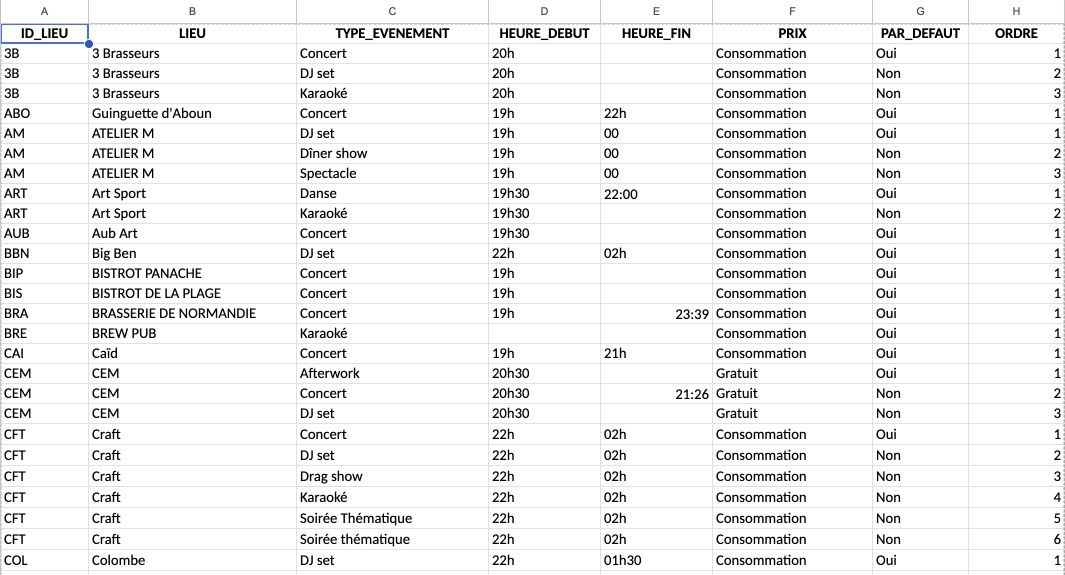 A B C D E F G H
ID_LIEU LIEU TYPE_EVENEMENT HEURE_DEBUT HEURE_FIN PRIX PAR_DEFAUT ORDRE
3B 3 Brasseurs Concert 20h Consommation Oui 1
3B 3 Brasseurs DJ set 20h Consommation Non 2
3B 3 Brasseurs Karaoké 20h Consommation Non 3
ABO Guinguette d'Aboun Concert 19h 22h Consommation Oui 1
AM ATELIER M DJ set 19h 00 Consommation Oui 1
AM ATELIER M Dîner show 19h 00 Consommation Non 2
AM ATELIER M Spectacle 19h 00 Consommation Non 3
ART Art Sport Danse 19h30 22:00 Consommation Oui 1
ART Art Sport Karaoké 19h30 Consommation Non 2
AUB Aub Art Concert 19h30 Consommation Oui 1
BBN Big Ben DJ set 22h 02h Consommation Oui 1
BIP BISTROT PANACHE Concert 19h Consommation Oui 1
BIS BISTROT DE LA PLAGE Concert 19h Consommation Oui 1
BRA BRASSERIE DE NORMANDIE Concert 19h 23:39 Consommation Oui 1
BRE BREW PUB Karaoké Consommation Oui 1
CAI Caïd Concert 19h 21h Consommation Oui 1
CEM CEM Afterwork 20h30 Gratuit Oui 1
CEM CEM Concert 20h30 21:26 Gratuit Non 2
CEM CEM DJ set 20h30 Gratuit Non 3
CFT Craft Concert 22h 02h Consommation Oui 1
CFT Craft DJ set 22h 02h Consommation Non 2
CFT Craft Drag show 22h 02h Consommation Non 3
CFT Craft Karaoké 22h 02h Consommation Non 4
CFT Craft Soirée Thématique 22h 02h Consommation Non 5
CFT Craft Soirée thématique 22h 02h Consommation Non 6
COL Colombe DJ set 22h 01h30 Consommation Oui 1